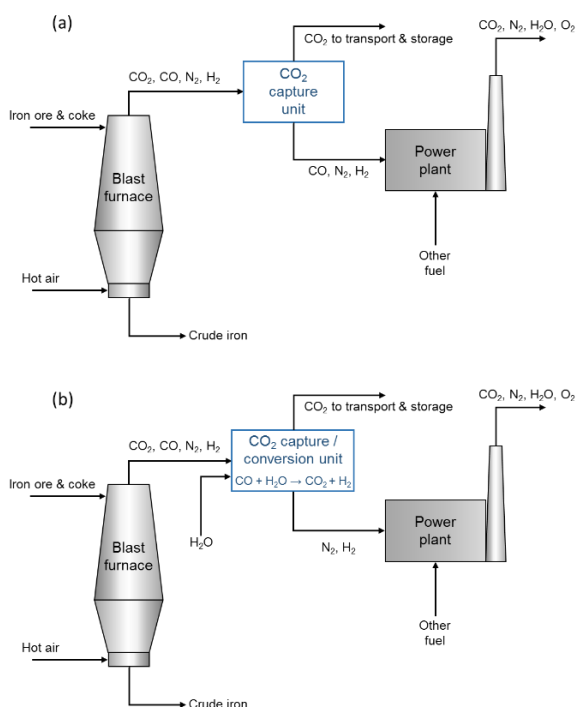 (a)
CO₂, N₂, H₂O, O₂
CO₂ to transport & storage
CO₂, CO, N₂, H₂
CO₂
capture
unit
Iron ore & coke
Power
plant
Blast
furnace
CO, N₂, H₂
Other
fuel
Hot air
Crude iron
(b)
CO₂, N₂, H₂O, O₂
CO₂ to transport & storage
CO₂, CO, N₂, H₂
CO₂ capture /
conversion unit
CO + H₂O → CO₂ + H₂
Iron ore & coke
Power
plant
H₂O
N₂, H₂
Blast
furnace
Other
fuel
Hot air
Crude iron